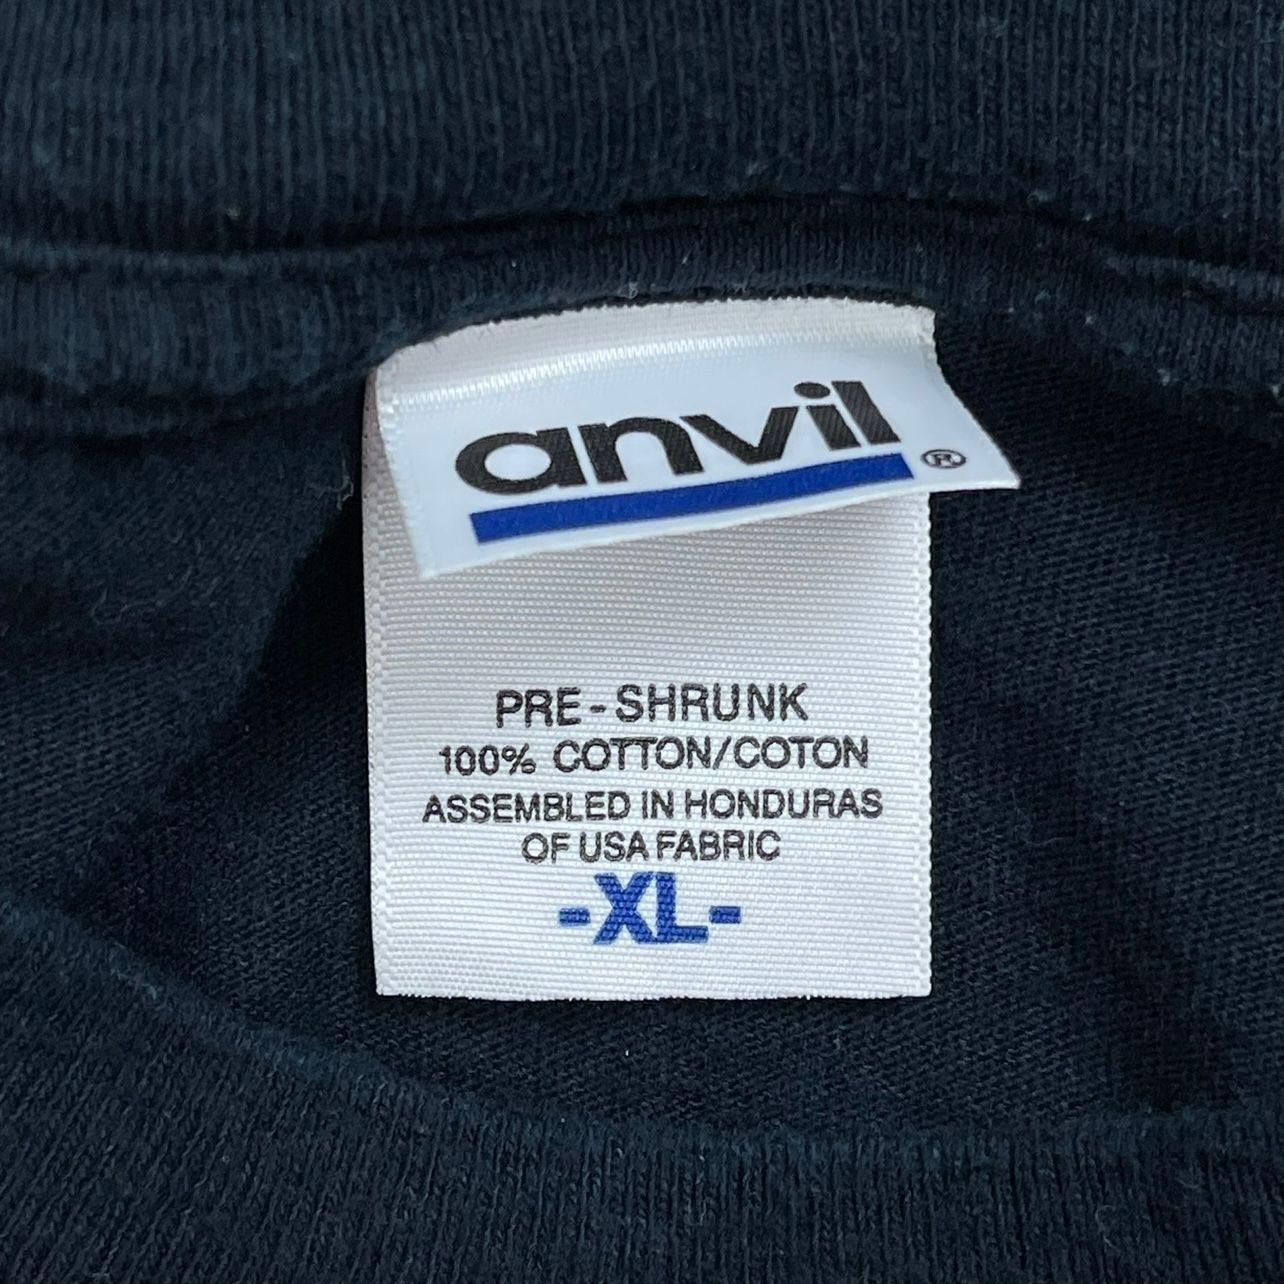 anvil®
PRE-SHRUNK
100% COTTON/COTON
ASSEMBLED IN HONDURAS
OF USA FABRIC
-XL-